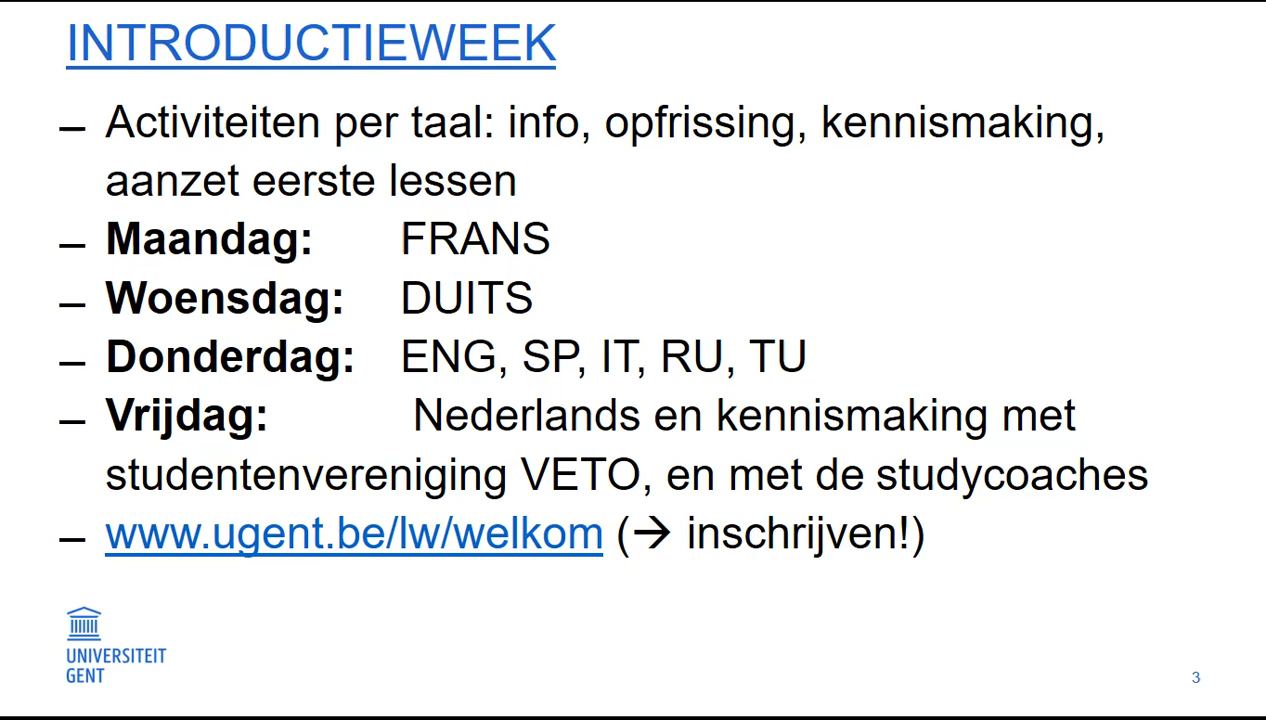 INTRODUCTIEWEEK
– Activiteiten per taal: info, opfrissing, kennismaking,
aanzet eerste lessen
– Maandag: FRANS
– Woensdag: DUITS
– Donderdag: ENG, SP, IT, RU, TU
– Vrijdag: Nederlands en kennismaking met
studentenvereniging VETO, en met de studycoaches
– www.ugent.be/lw/welkom (→ inschrijven!)
UNIVERSITEIT
GENT
3